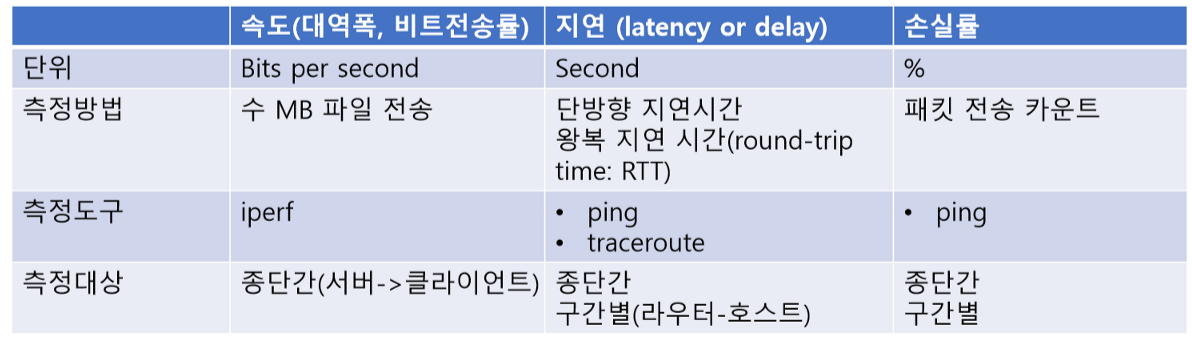 속도(대역폭, 비트전송률) 지연 (latency or delay) 손실률
단위 Bits per second Second %
측정방법 수 MB 파일 전송 단방향 지연시간 패킷 전송 카운트
왕복 지연 시간(round-trip
time: RTT)
측정도구 iperf • ping • ping
• traceroute
측정대상 종단간(서버->클라이언트) 종단간 종단간
구간별(라우터-호스트) 구간별